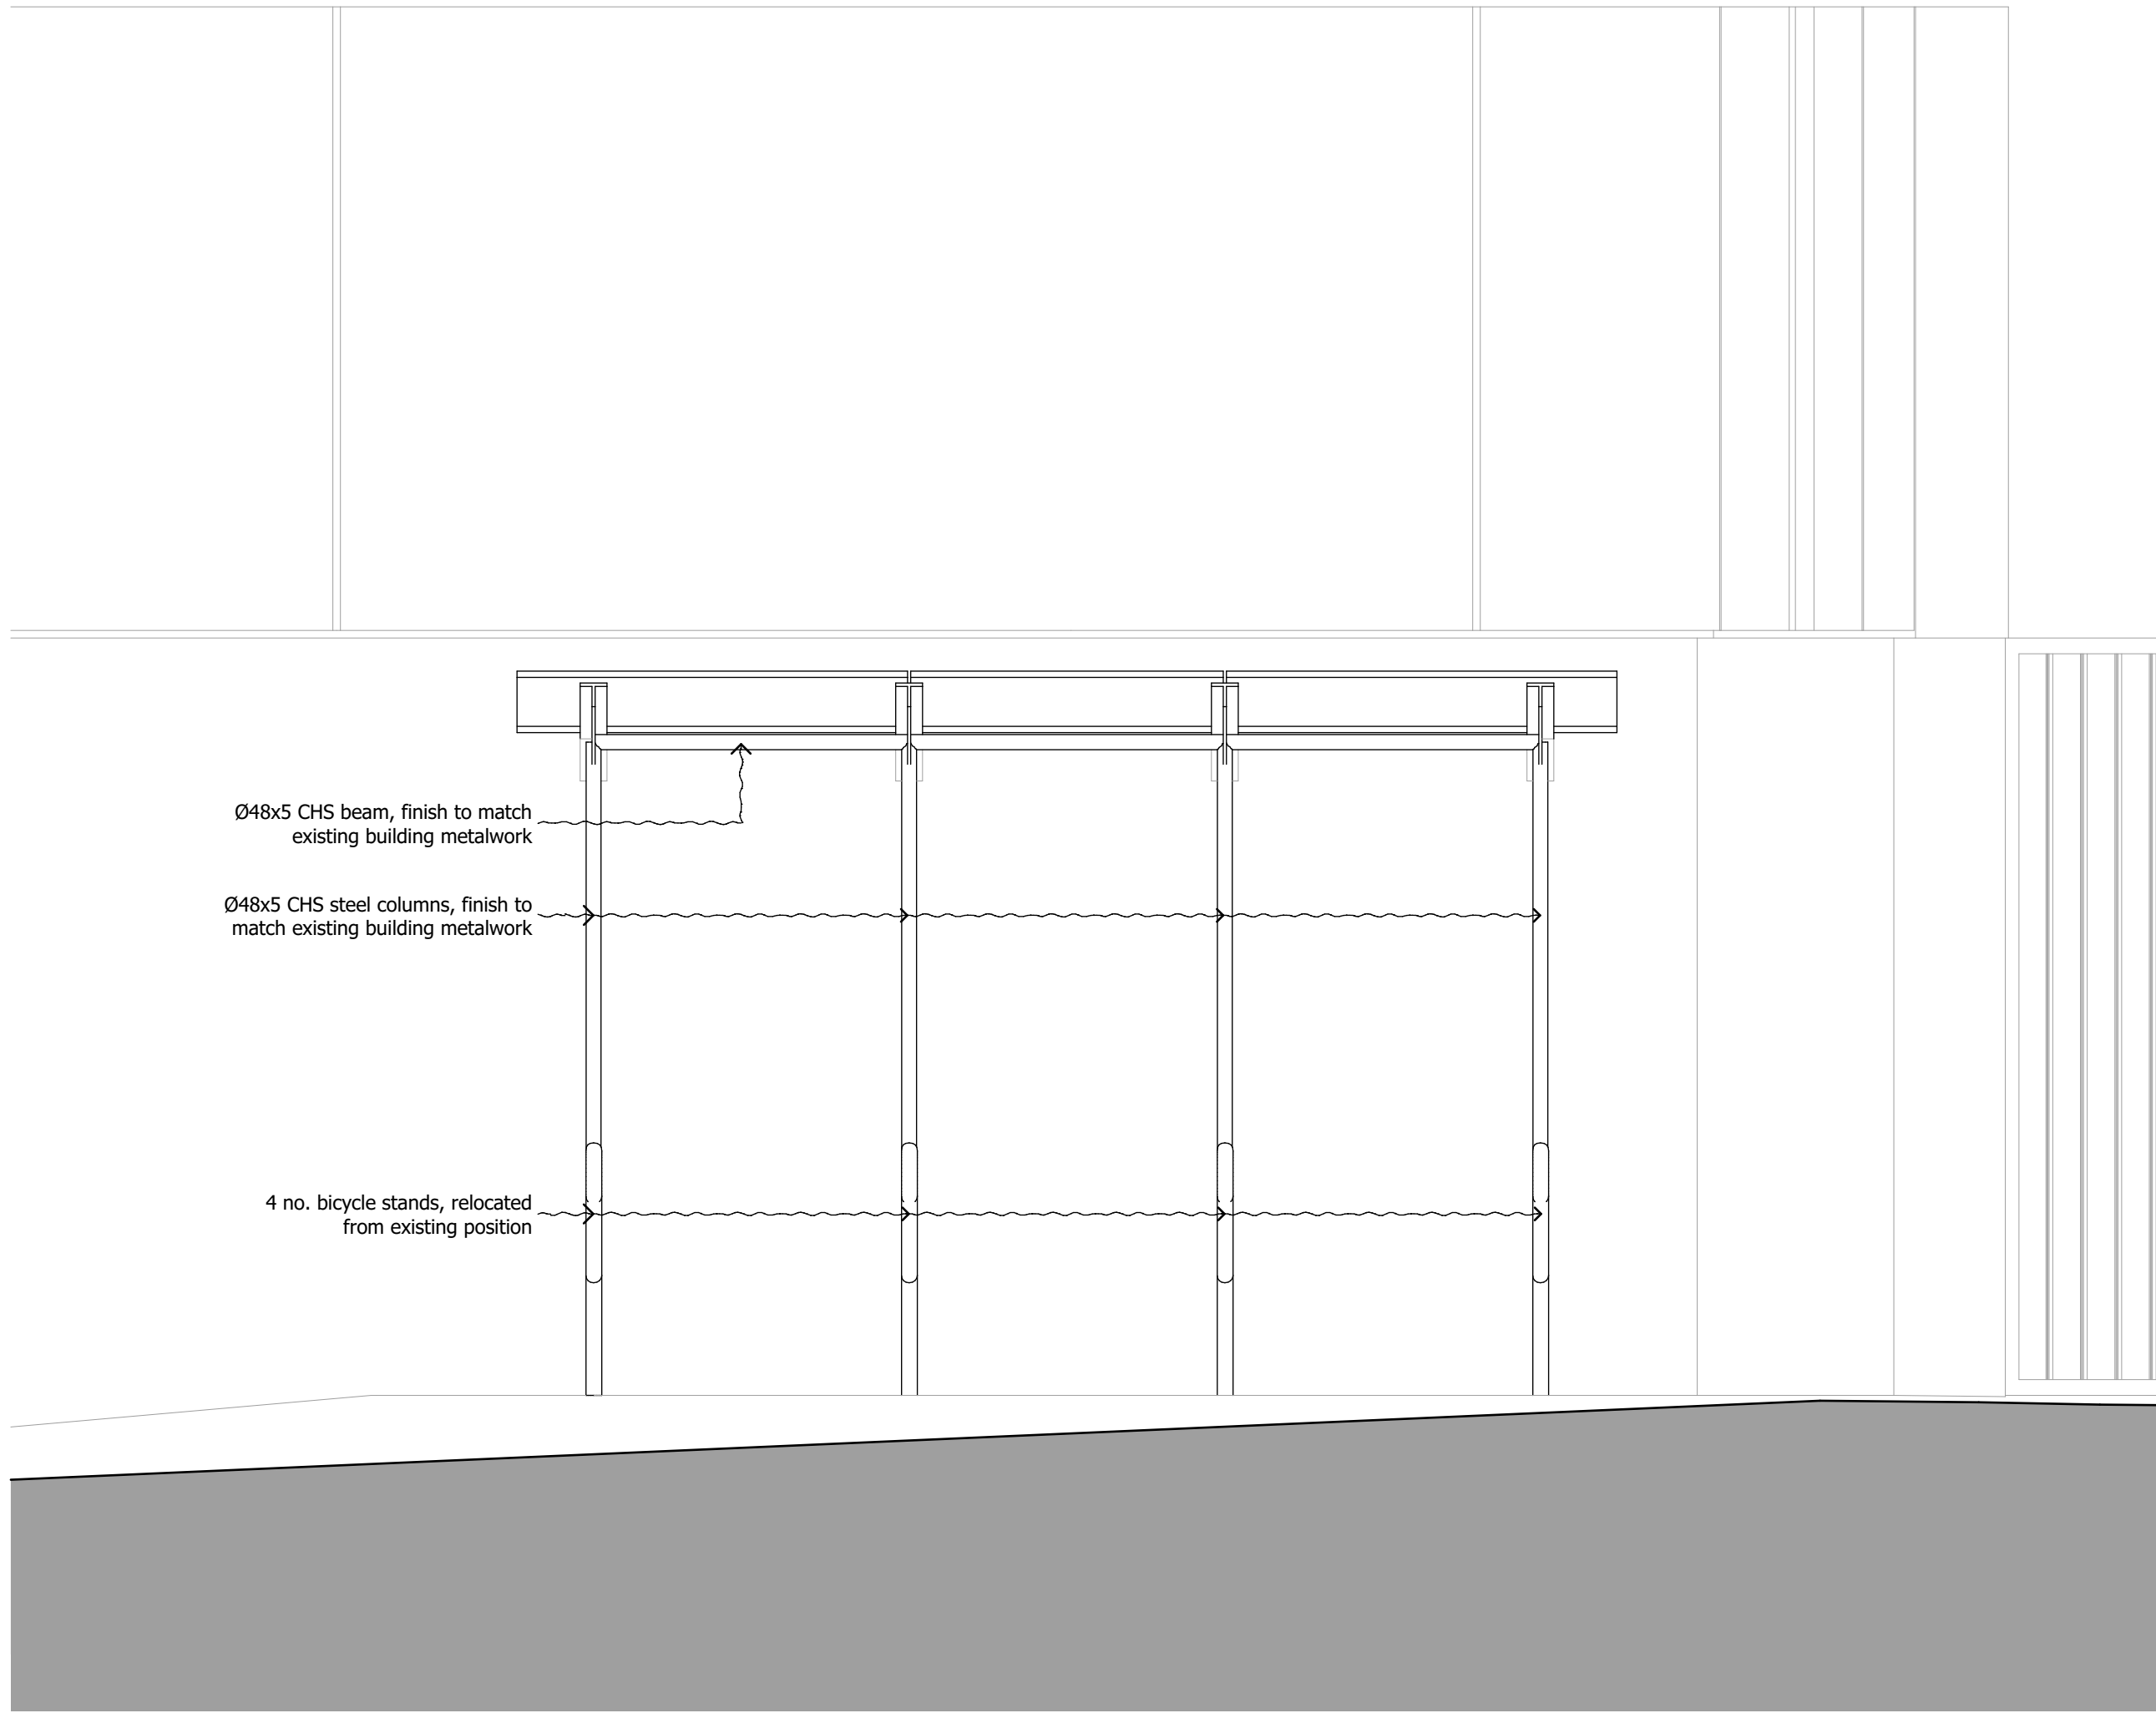 Ø48x5 CHS beam, finish to match
existing building metalwork
Ø48x5 CHS steel columns, finish to
match existing building metalwork
4 no. bicycle stands, relocated
from existing position